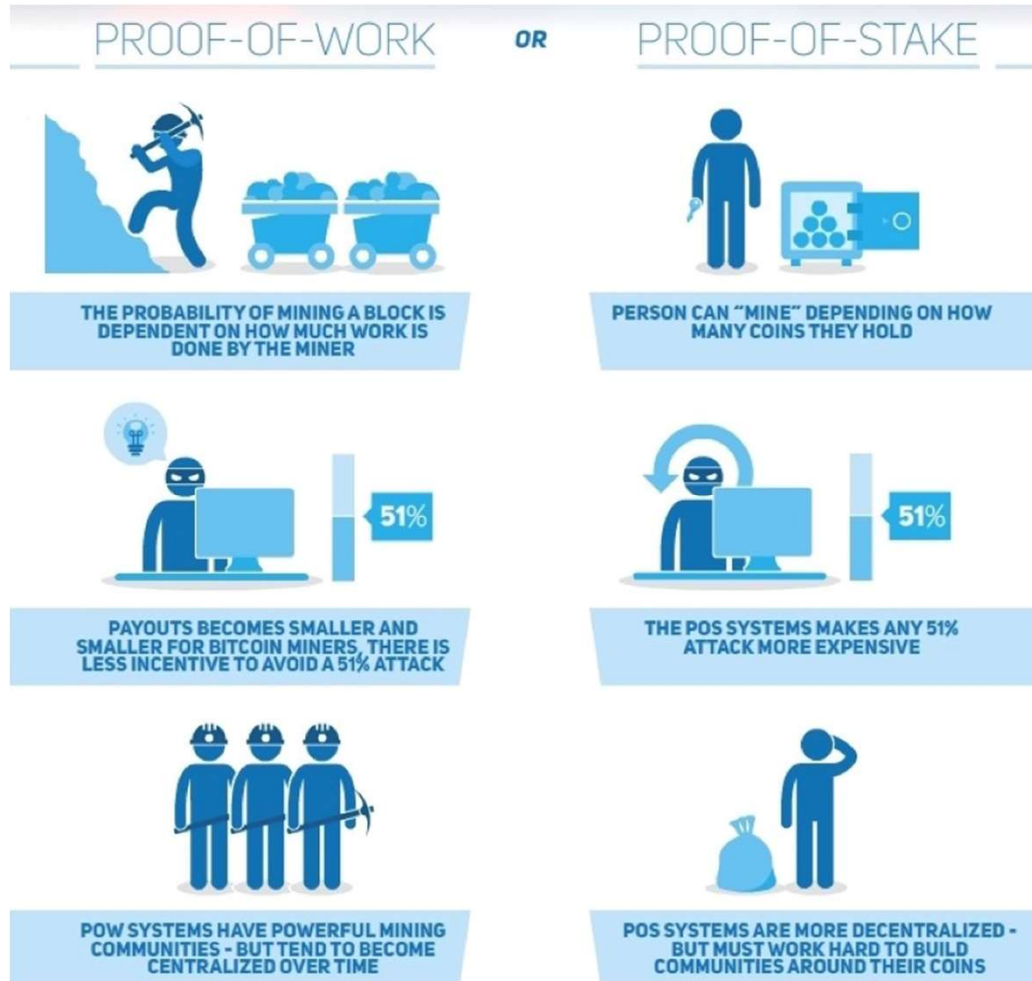 PROOF-OF-WORK
OR
PROOF-OF-STAKE
THE PROBABILITY OF MINING A BLOCK IS
DEPENDENT ON HOW MUCH WORK IS
DONE BY THE MINER
PERSON CAN “MINE” DEPENDING ON HOW
MANY COINS THEY HOLD
51%
51%
PAYOUTS BECOMES SMALLER AND
SMALLER FOR BITCOIN MINERS, THERE IS
LESS INCENTIVE TO AVOID A 51% ATTACK
THE POS SYSTEMS MAKES ANY 51%
ATTACK MORE EXPENSIVE
POW SYSTEMS HAVE POWERFUL MINING
COMMUNITIES - BUT TEND TO BECOME
CENTRALIZED OVER TIME
POS SYSTEMS ARE MORE DECENTRALIZED -
BUT MUST WORK HARD TO BUILD
COMMUNITIES AROUND THEIR COINS